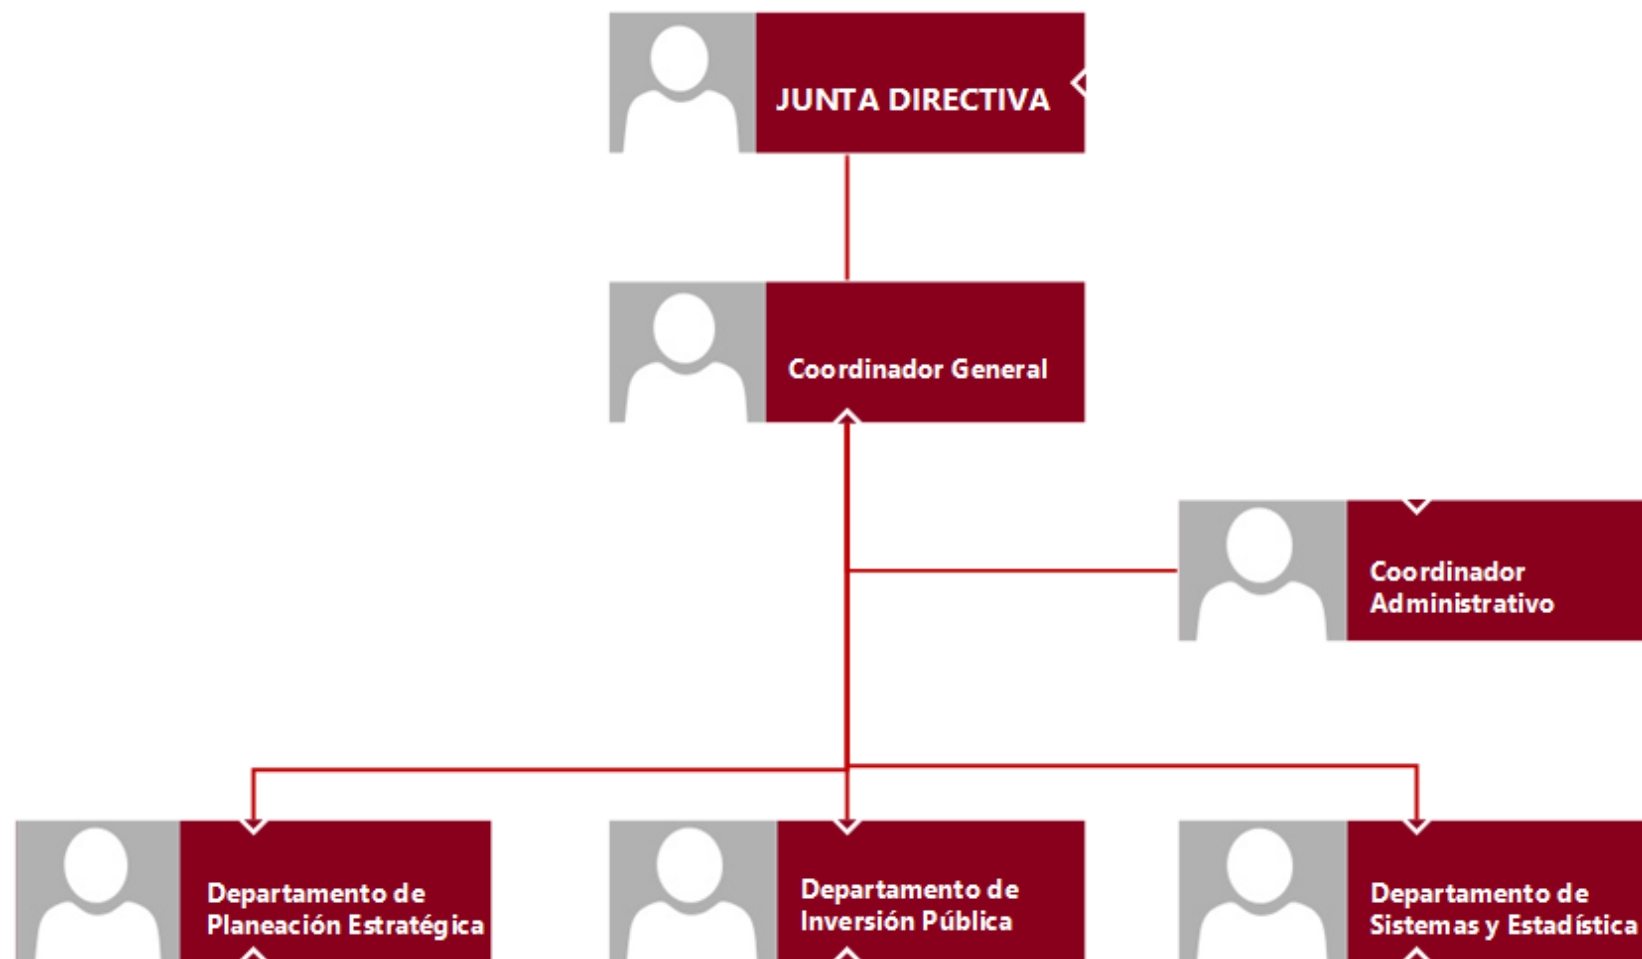 JUNTA DIRECTIVA
Coordinador General
Coordinador
Administrativo
Departamento de
Planeación Estratégica
Departamento de
Inversión Pública
Departamento de
Sistemas y Estadística